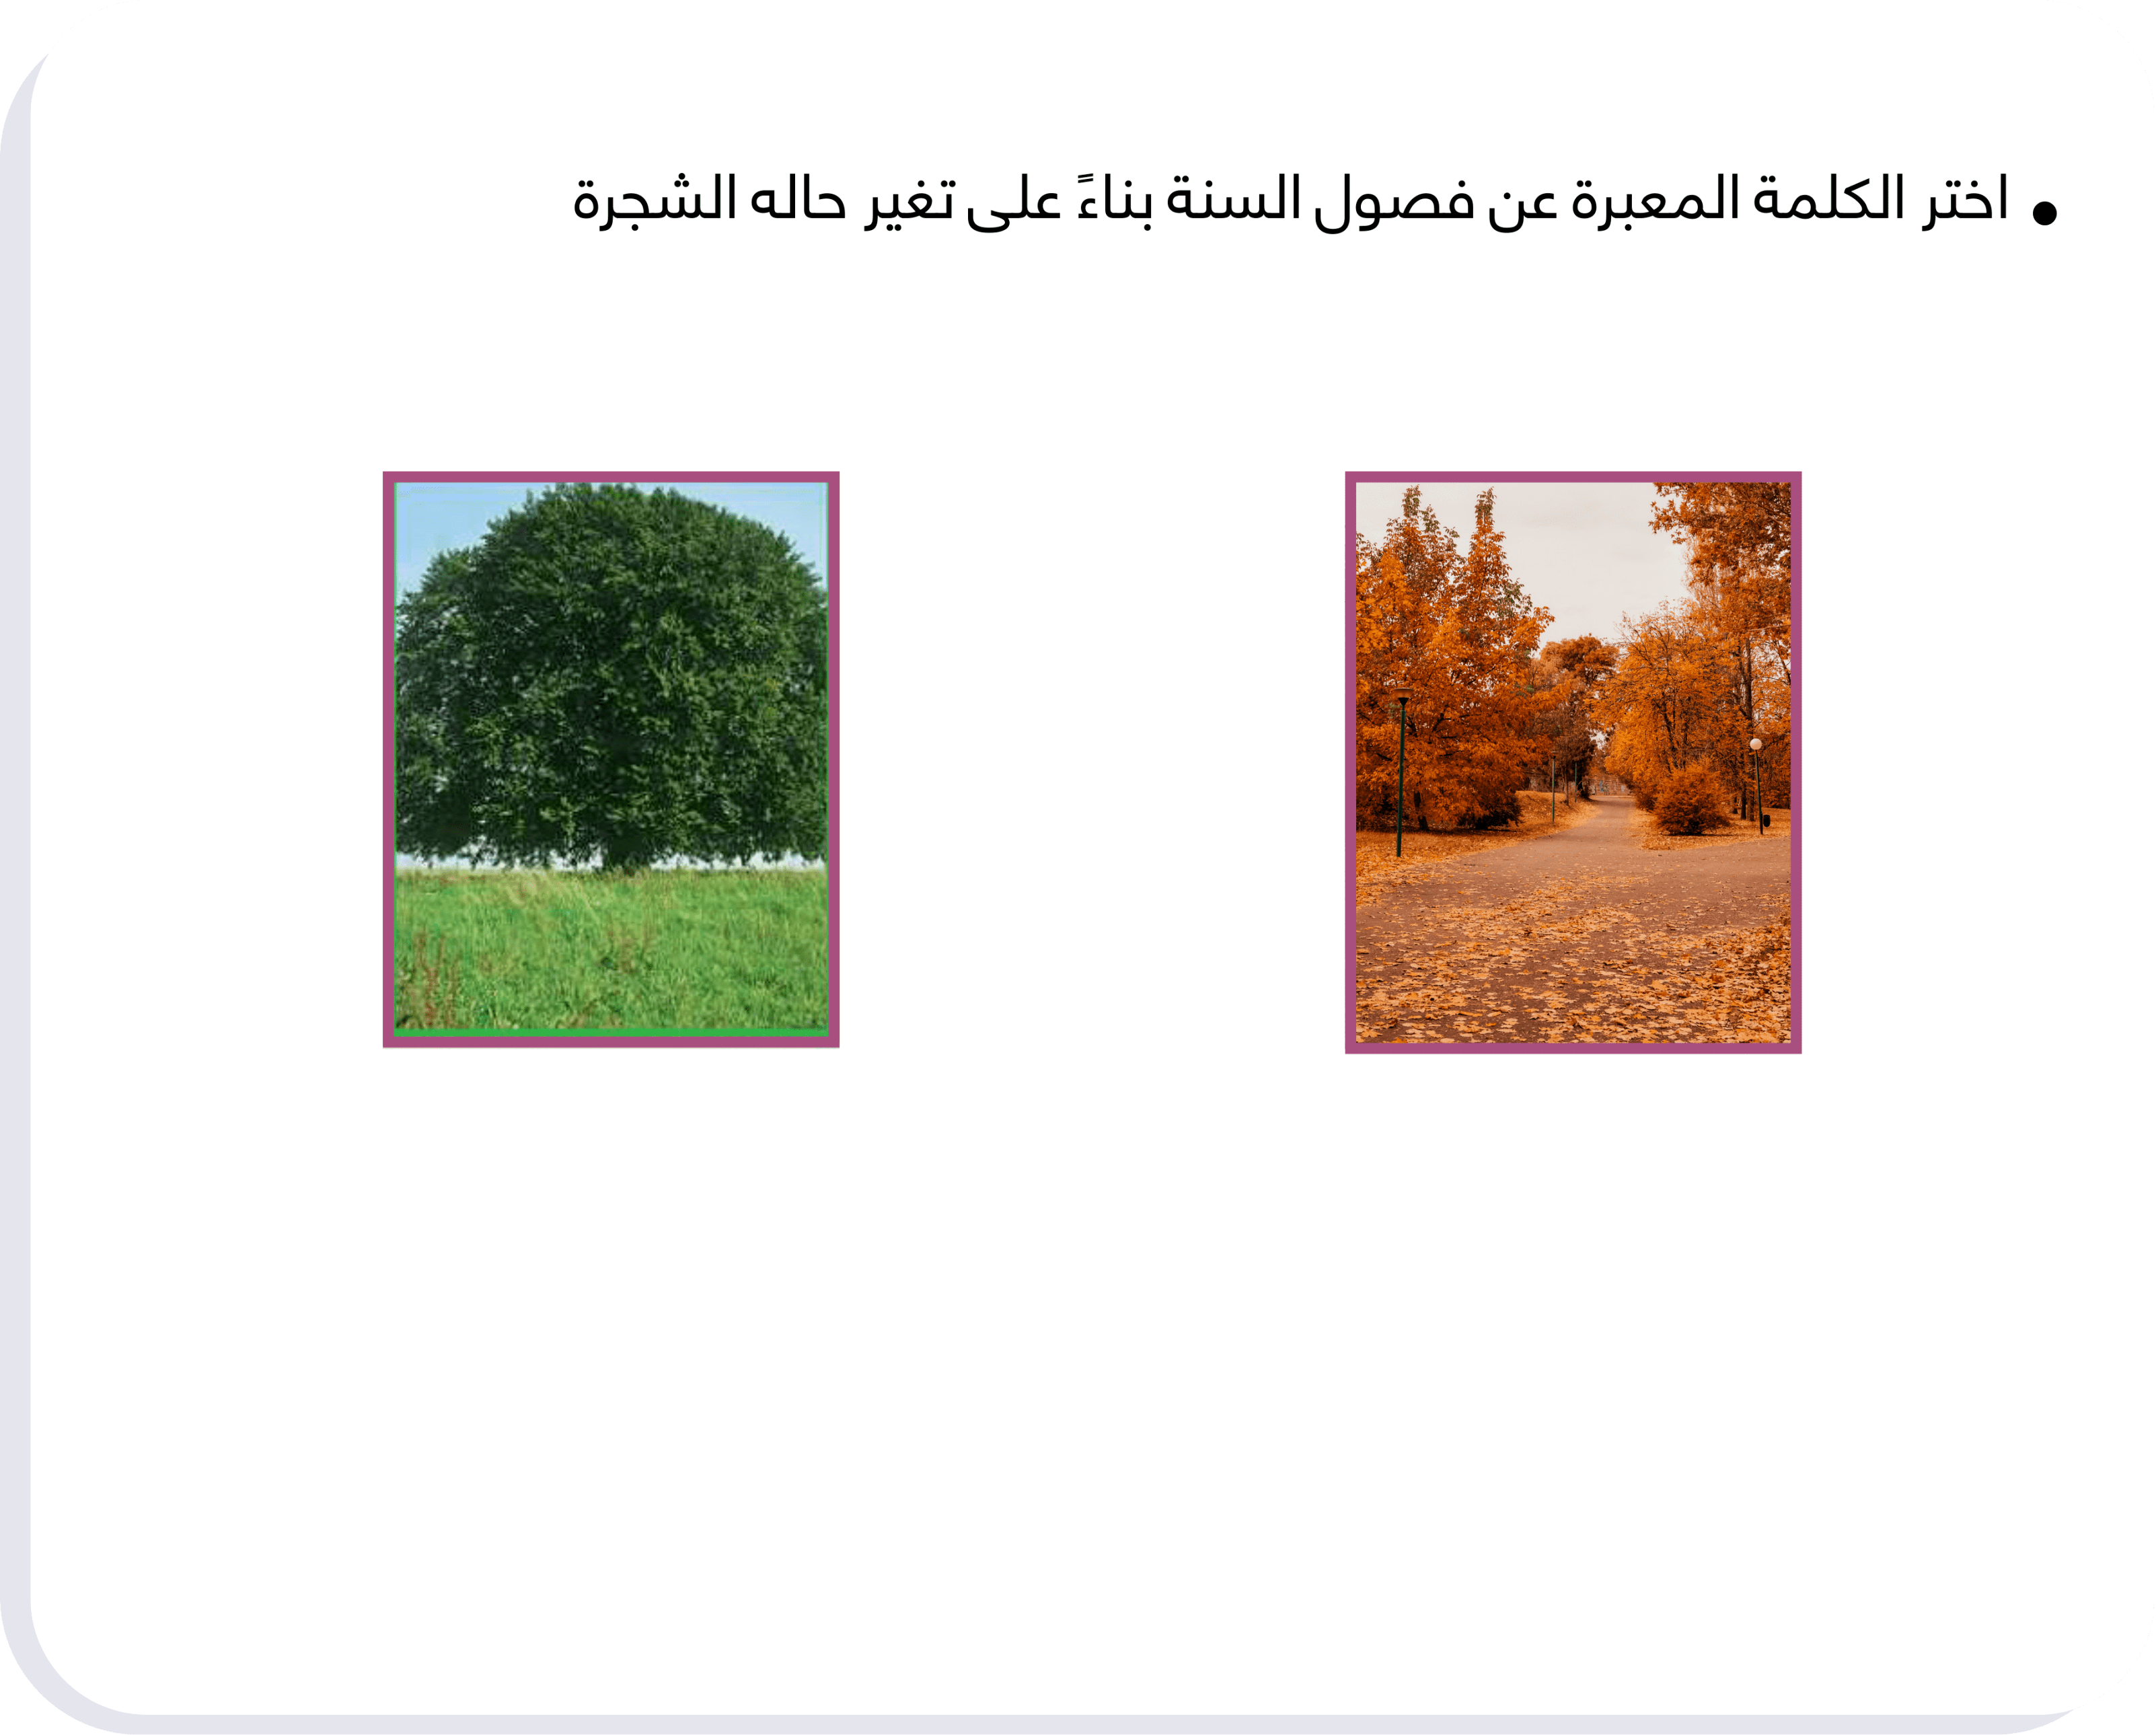 • اختر الكلمة المعبرة عن فصول السنة بناءً على تغير حاله الشجرة